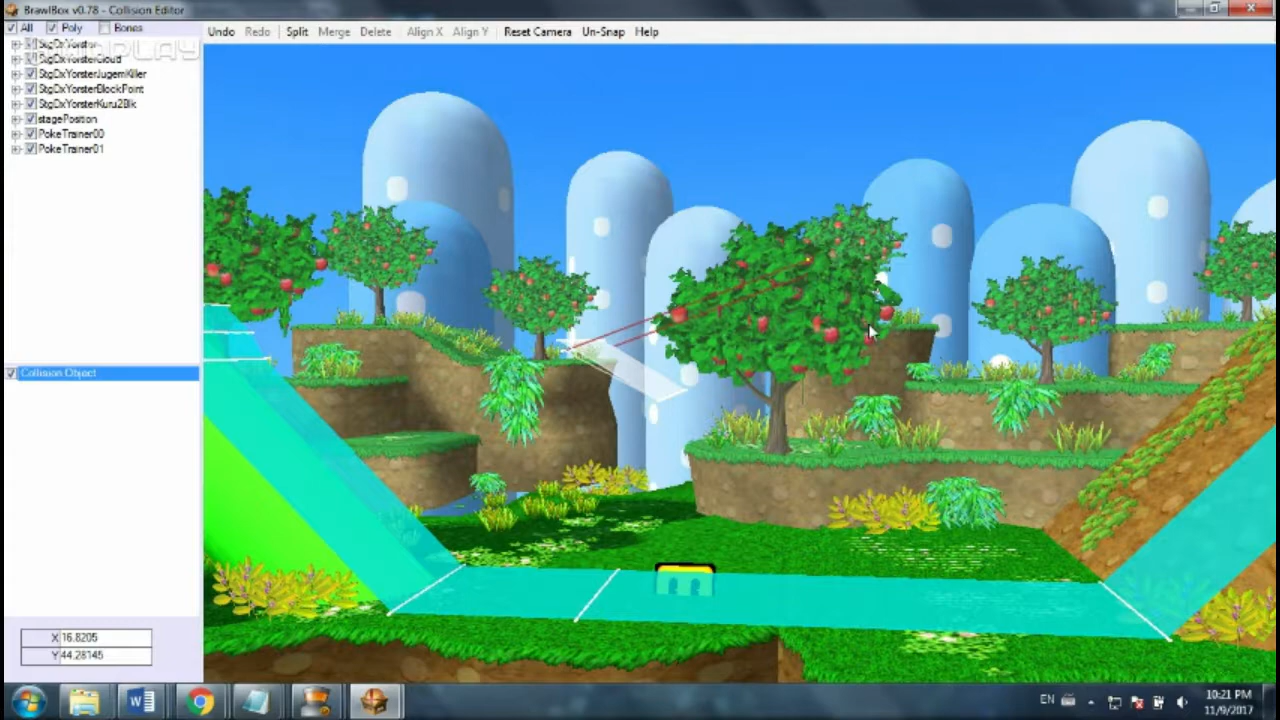 BrawlBox v0.78 - Collision Editor
All Poly Bones
Undo Redo Split Merge Delete Align X Align Y Reset Camera Un-Snap Help
StgDxYorster
StgDxYorsterCloud
StgDxYorsterJugemKiller
StgDxYorsterBlockPoint
StgDxYorsterKuru2Blk
stagePosition
PokeTrainer00
PokeTrainer01
Collision Object
X 16.8205
Y 44.28145
EN
10:21 PM
11/9/2017